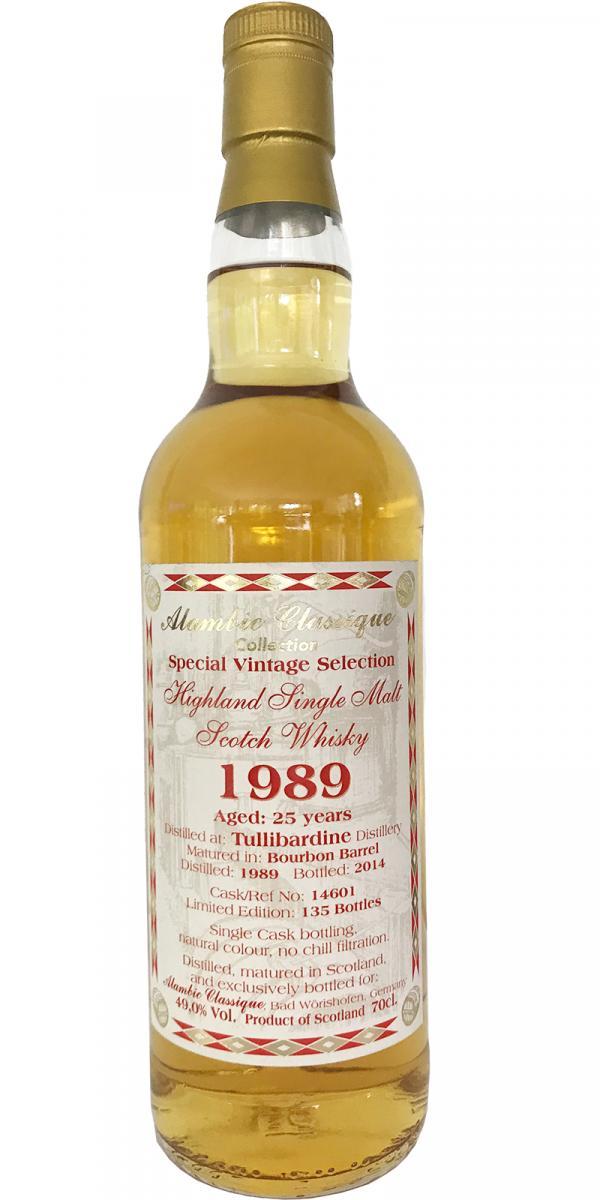 Alambic Classique
Collection
Special Vintage Selection
Highland Single Malt
Scotch Whisky
1989
Aged: 25 years
Distilled at: Tullibardine Distillery
Matured in: Bourbon Barrel
Distilled: 1989 Bottled: 2014
Cask/Ref No: 14601
Limited Edition: 135 Bottles
Single Cask bottling,
natural colour, no chill filtration.
Distilled, matured in Scotland,
and exclusively bottled for:
Alambic Classique, Bad Wörishofen, Germany
49,0% Vol. Product of Scotland 70cl.